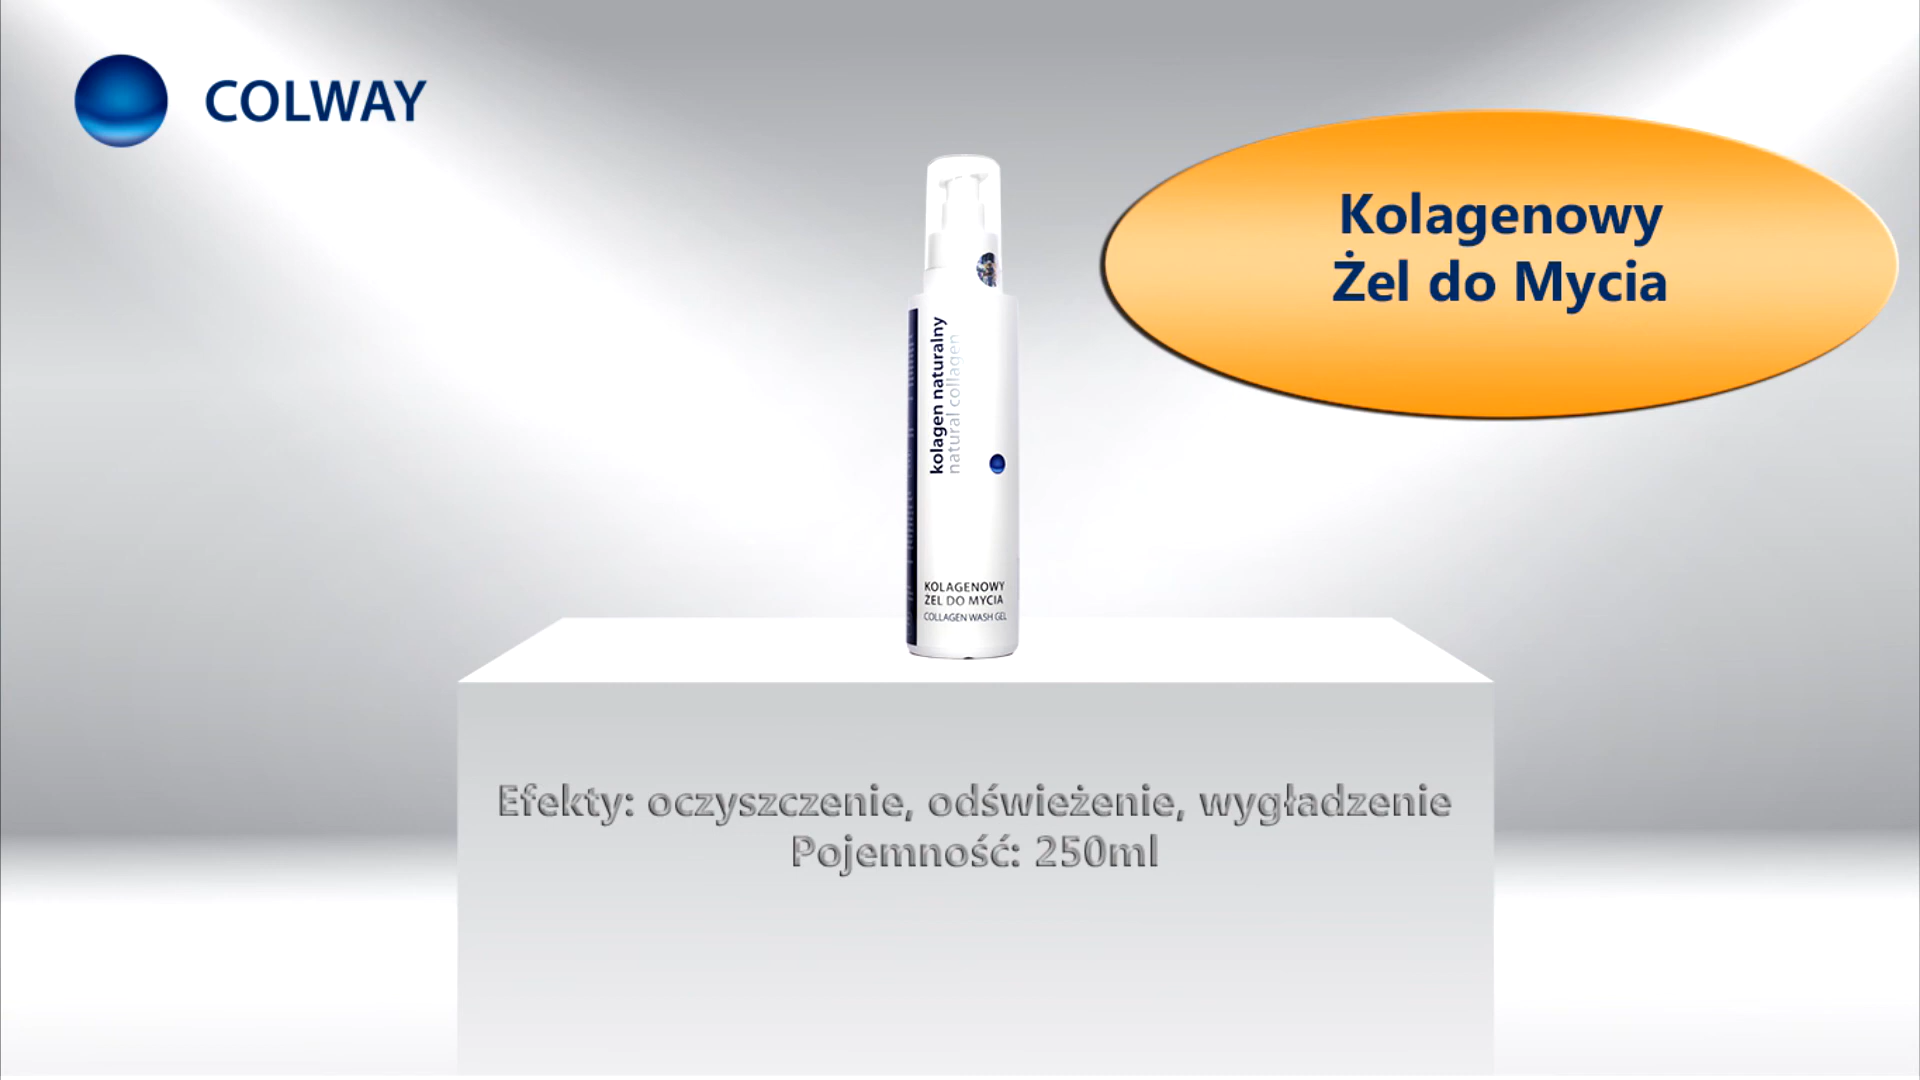 COLWAY
Kolagenowy
Żel do Mycia
kolagen naturalny
natural collagen
KOLAGENOWY
ŻEL DO MYCIA
COLLAGEN WASH GEL
Efekty: oczyszczenie, odświeżenie, wygładzenie
Pojemność: 250ml